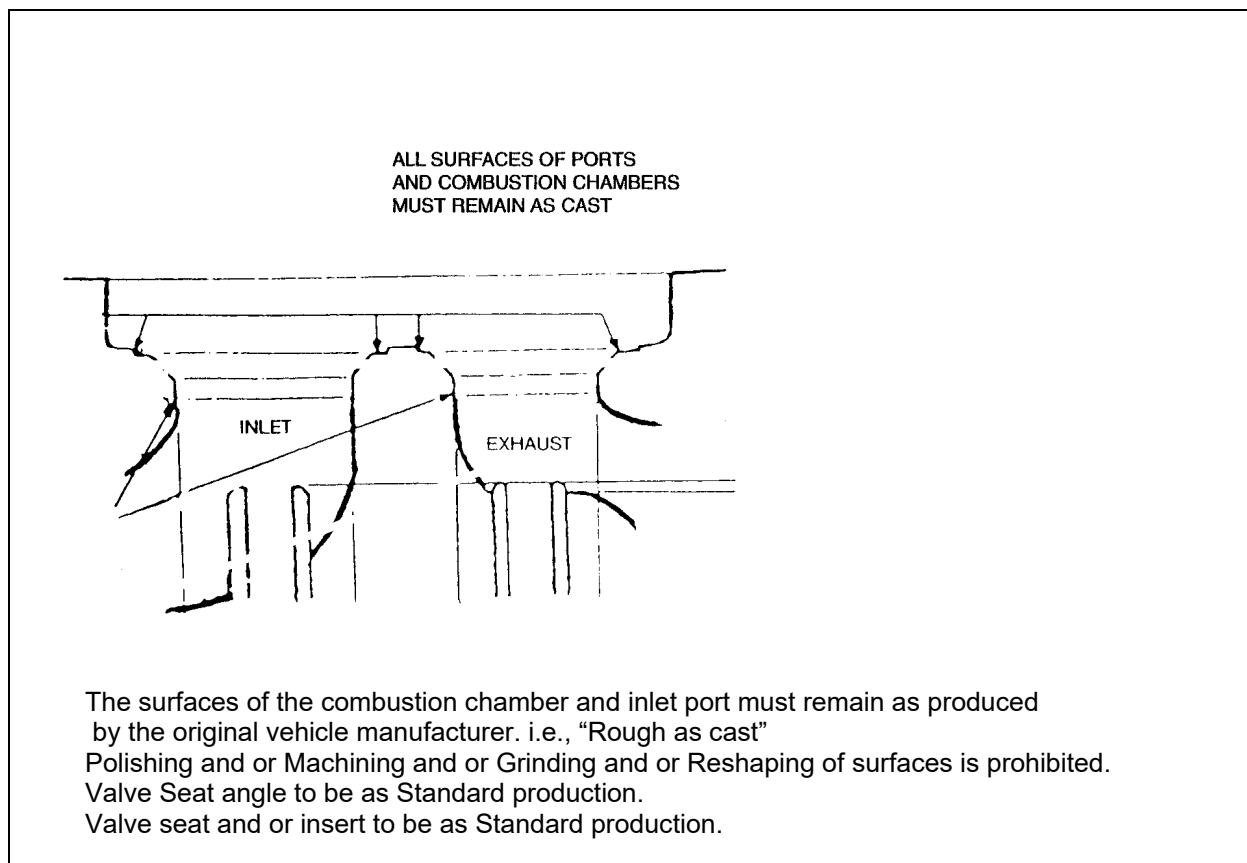 ALL SURFACES OF PORTS
AND COMBUSTION CHAMBERS
MUST REMAIN AS CAST
INLET
EXHAUST
The surfaces of the combustion chamber and inlet port must remain as produced
by the original vehicle manufacturer. i.e., “Rough as cast”
Polishing and or Machining and or Grinding and or Reshaping of surfaces is prohibited.
Valve Seat angle to be as Standard production.
Valve seat and or insert to be as Standard production.